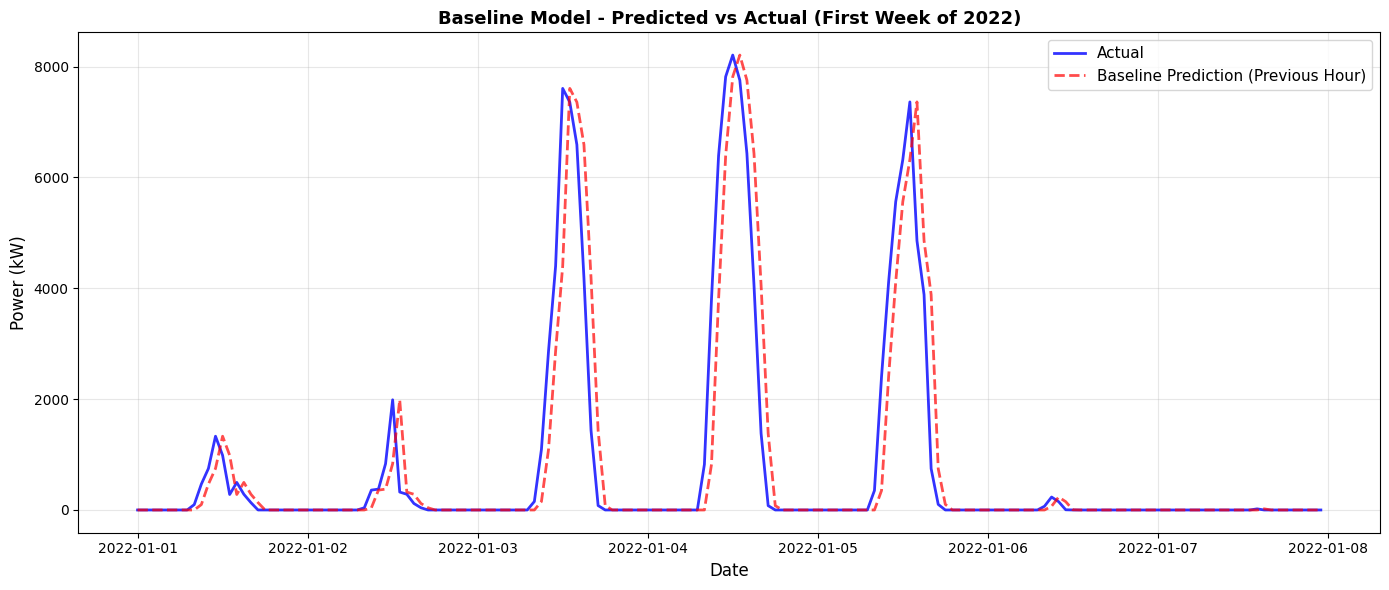 Baseline Model - Predicted vs Actual (First Week of 2022)
Actual
Baseline Prediction (Previous Hour)
Power (kW)
8000
6000
4000
2000
0
2022-01-01 2022-01-02 2022-01-03 2022-01-04 2022-01-05 2022-01-06 2022-01-07 2022-01-08
Date